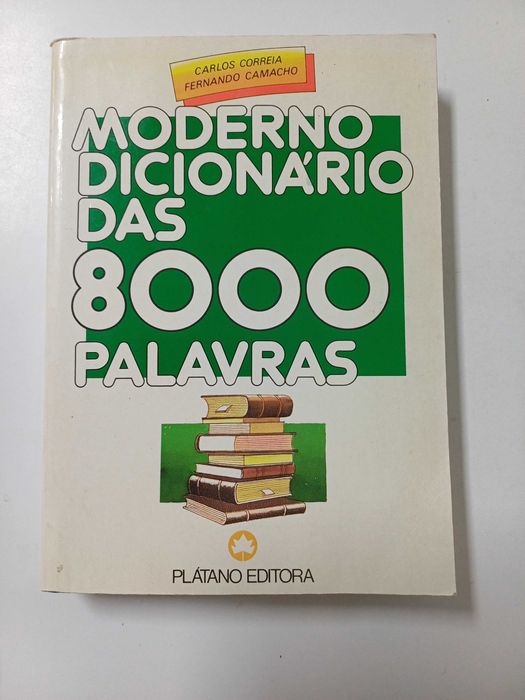 CARLOS CORREIA
FERNANDO CAMACHO
MODERNO
DICIONÁRIO
DAS
8000
PALAVRAS
PLÁTANO EDITORA